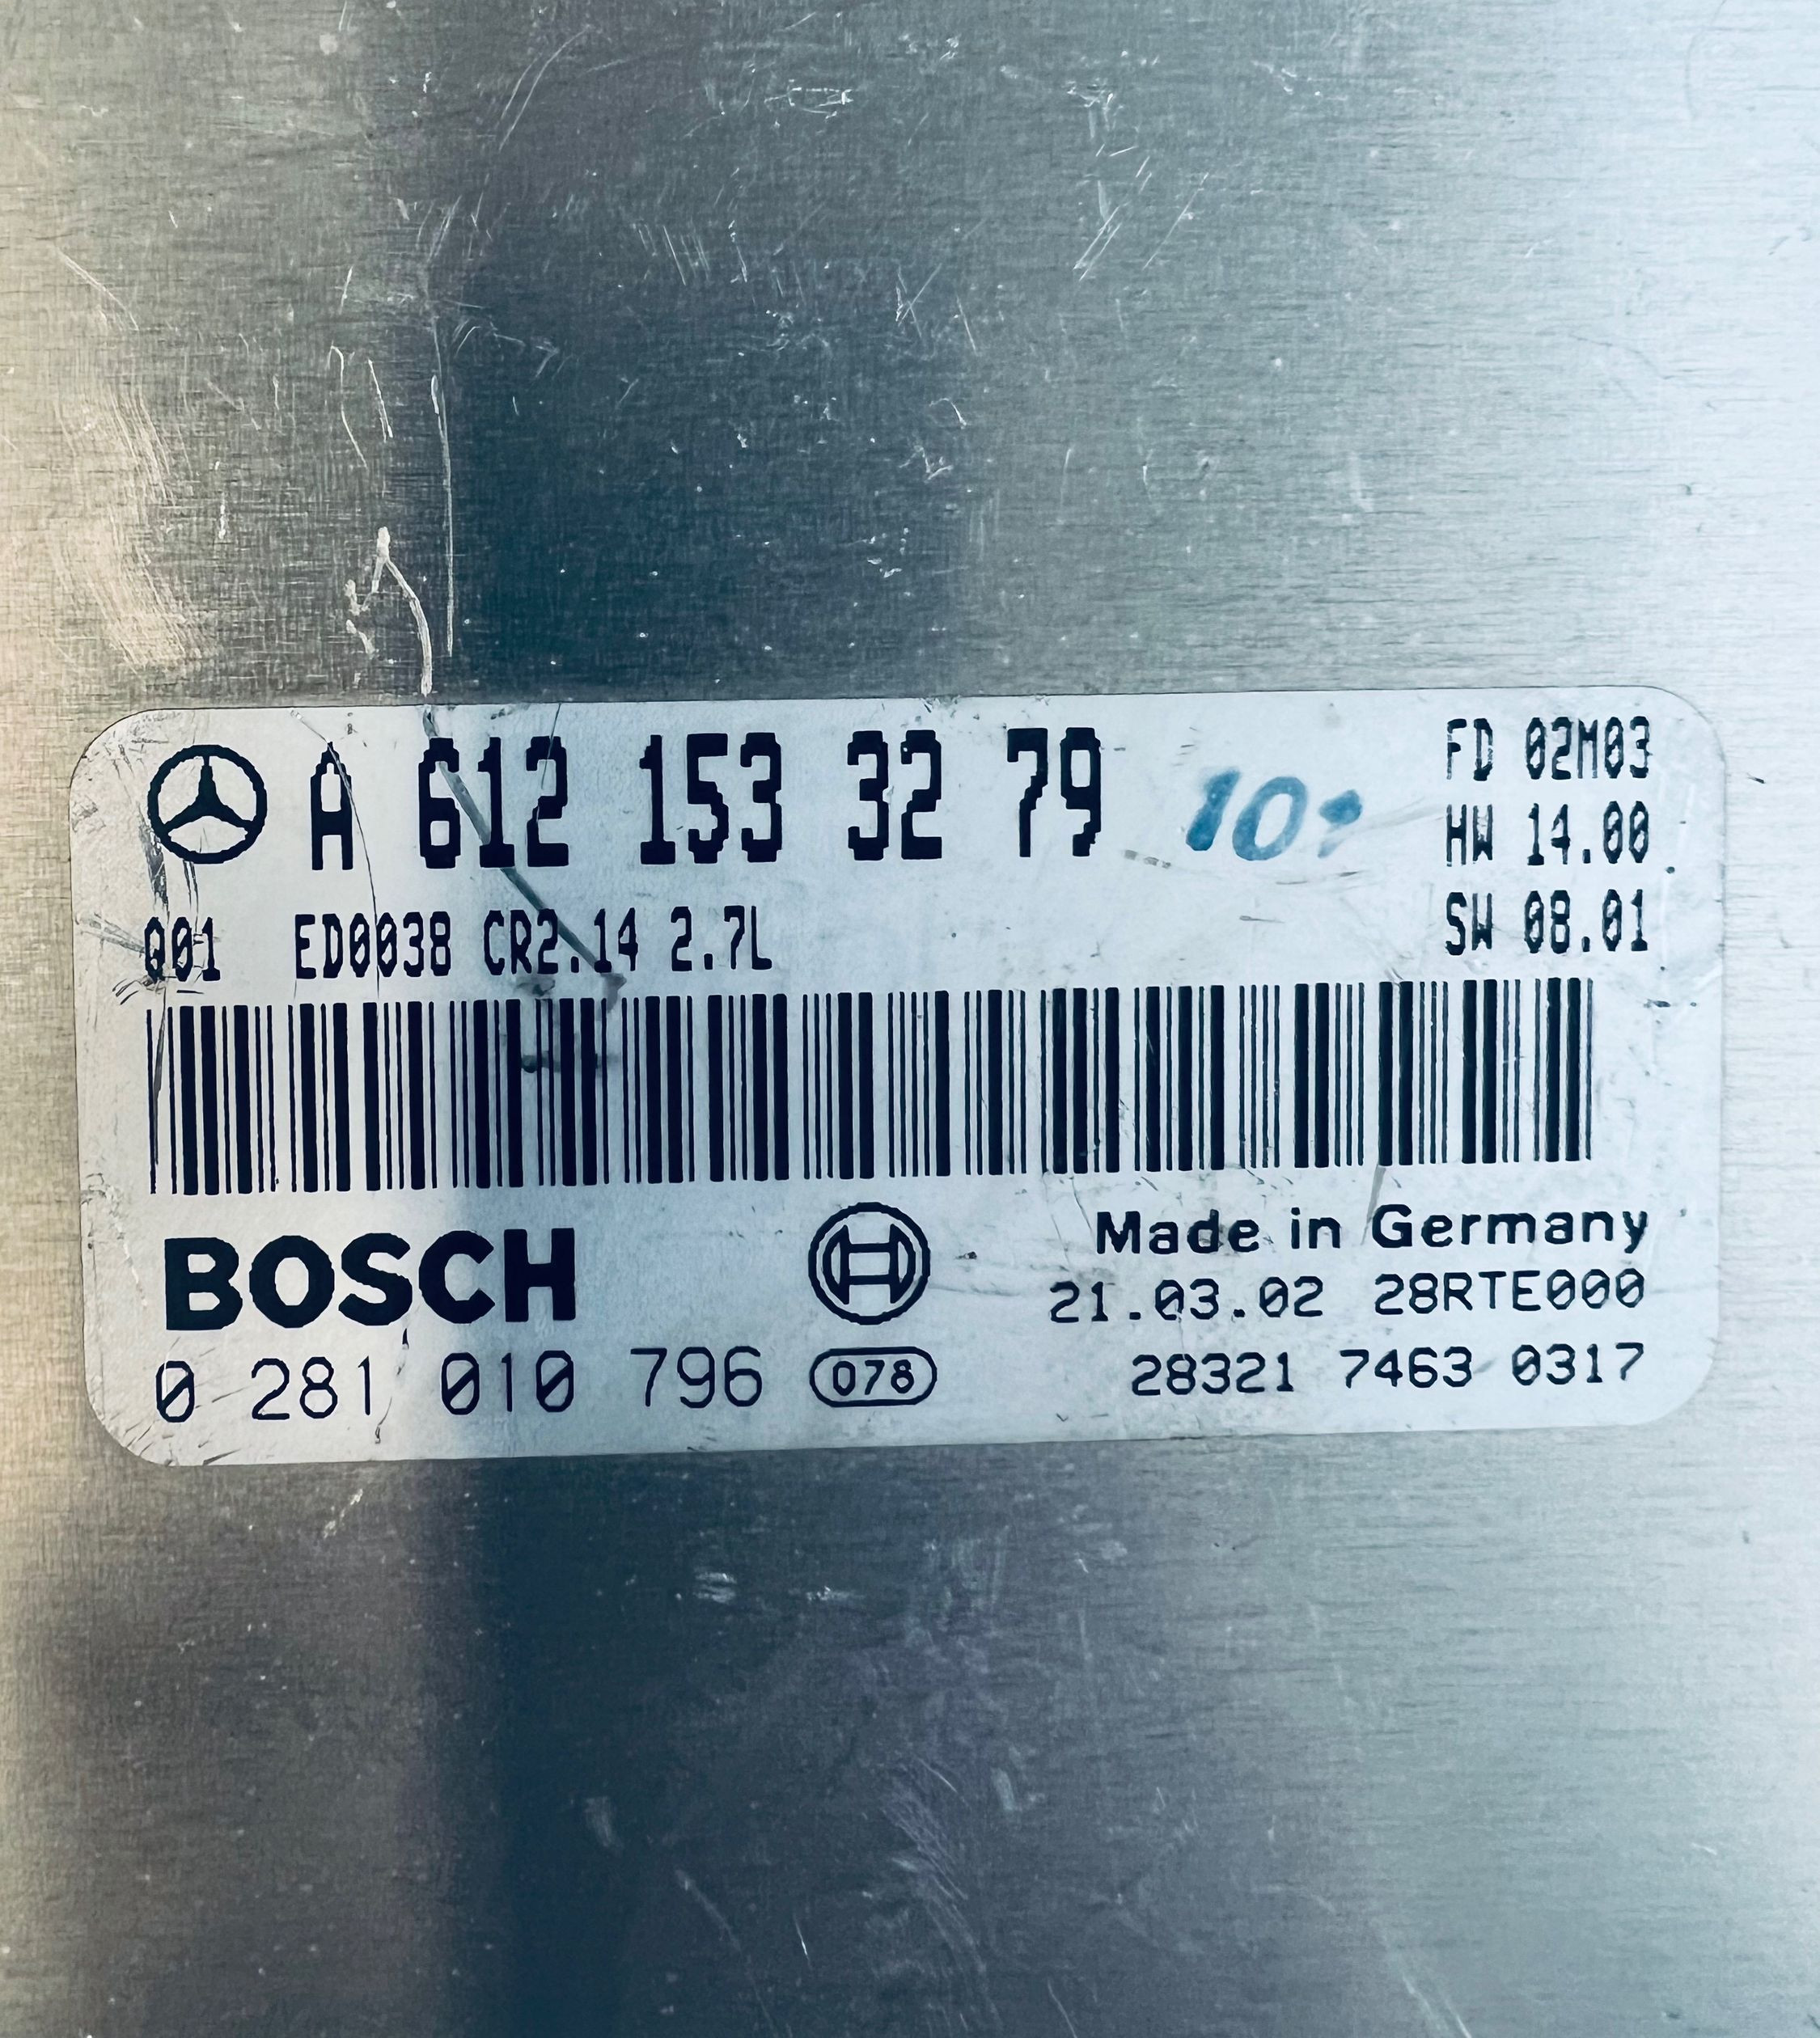 A 612 153 32 79 10.
FD 02M03
HW 14.00
Q01 ED0038 CR2.14 2.7L
SW 08.01
BOSCH
Made in Germany
21.03.02 28RTE000
0 281 010 796 078
28321 7463 0317